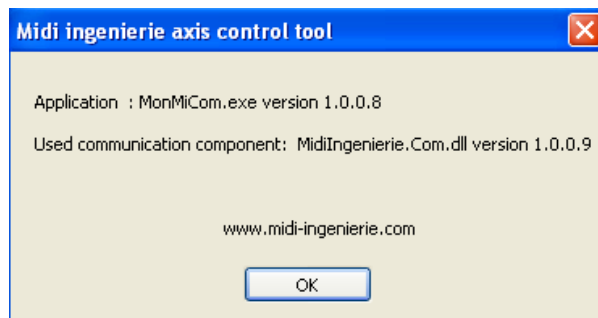 Midi ingenierie axis control tool
Application : MonMiCom.exe version 1.0.0.8
Used communication component: MidiIngenierie.Com.dll version 1.0.0.9
www.midi-ingenierie.com
OK